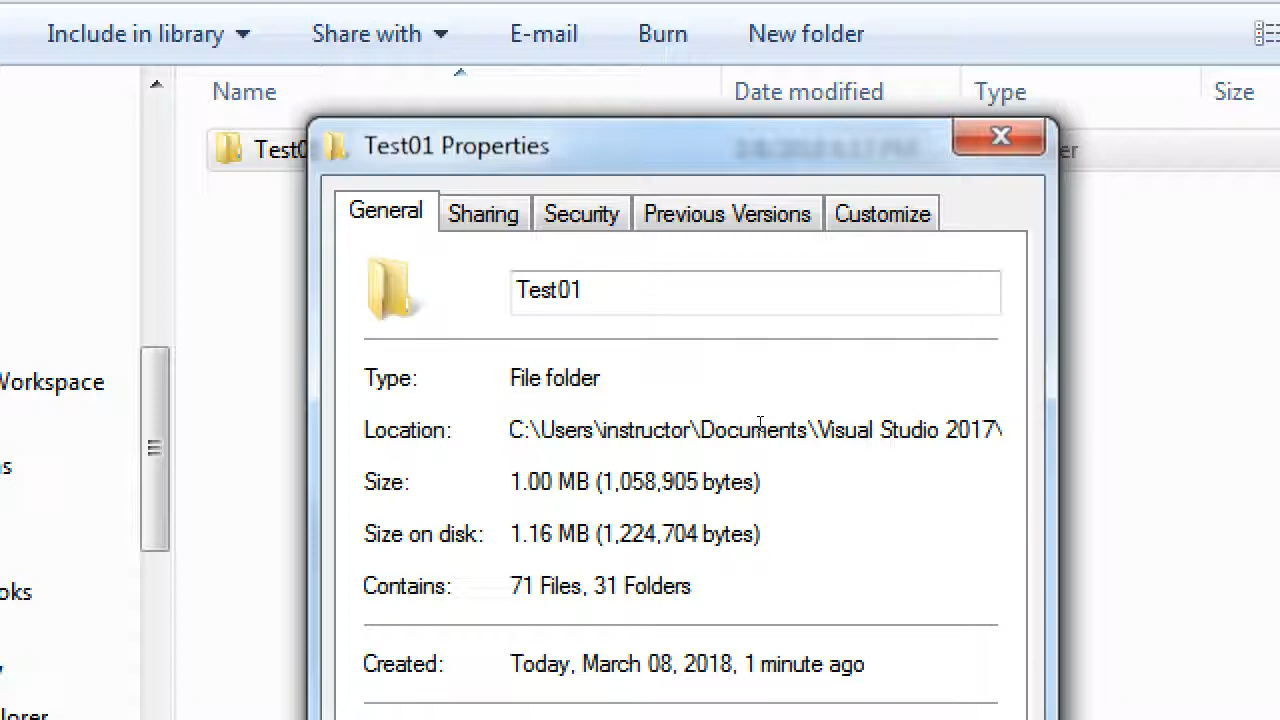 Include in library Share with E-mail Burn New folder
Name Date modified Type Size
Test01 Properties
General Sharing Security Previous Versions Customize
Test01
Type: File folder
Workspace
Location: C:\Users\instructor\Documents\Visual Studio 2017\
Size: 1.00 MB (1,058,905 bytes)
Size on disk: 1.16 MB (1,224,704 bytes)
Contains: 71 Files, 31 Folders
Created: Today, March 08, 2018, 1 minute ago